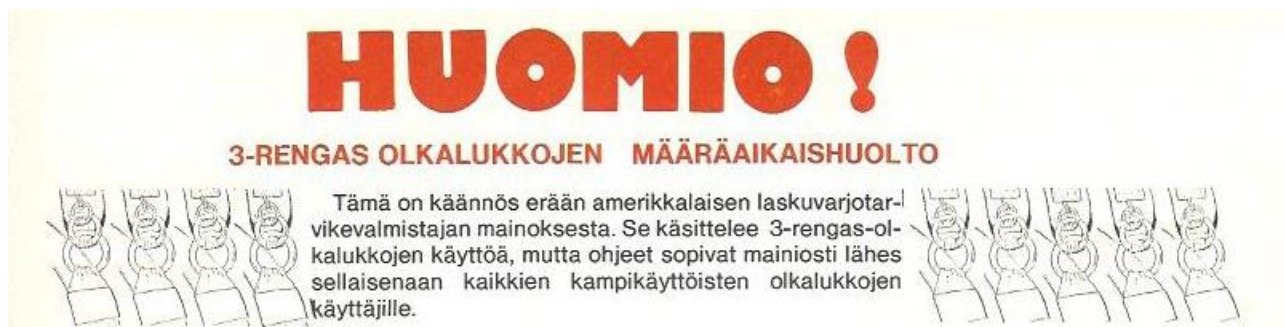 HUOMIO!
3-RENGAS OLKALUKKOJEN MÄÄRÄAIKAISHUOLTO
Tämä on käännös erään amerikkalaisen laskuvarjotar-
vikevalmistajan mainoksesta. Se käsittelee 3-rengas-ol-
kalukkojen käyttöä, mutta ohjeet sopivat mainiosti lähes
sellaisenaan kaikkien kampikäyttöisten olkalukkojen
käyttäjille.